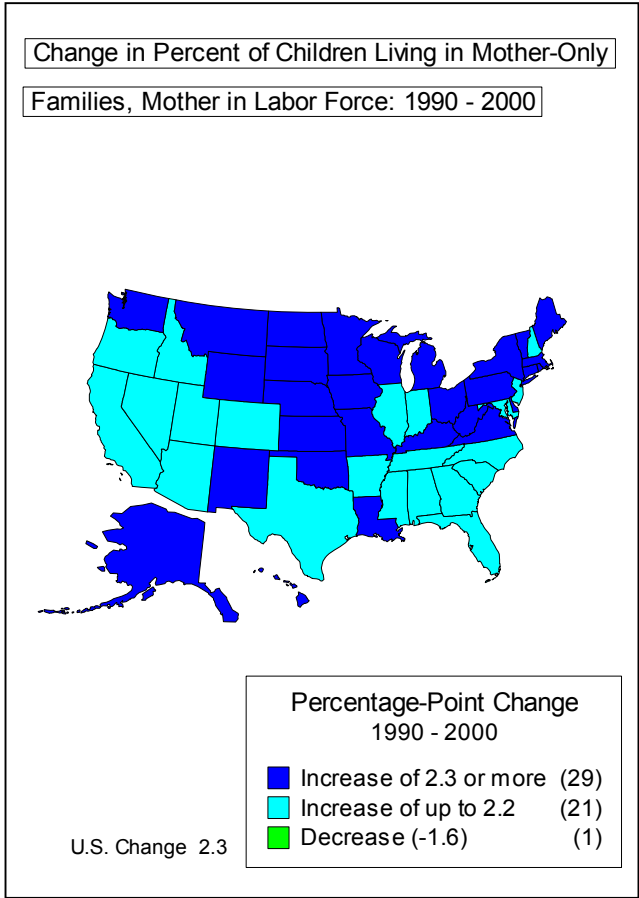 Change in Percent of Children Living in Mother-Only
Families, Mother in Labor Force: 1990 - 2000
Percentage-Point Change
1990 - 2000
Increase of 2.3 or more (29)
Increase of up to 2.2 (21)
Decrease (-1.6) (1)
U.S. Change 2.3